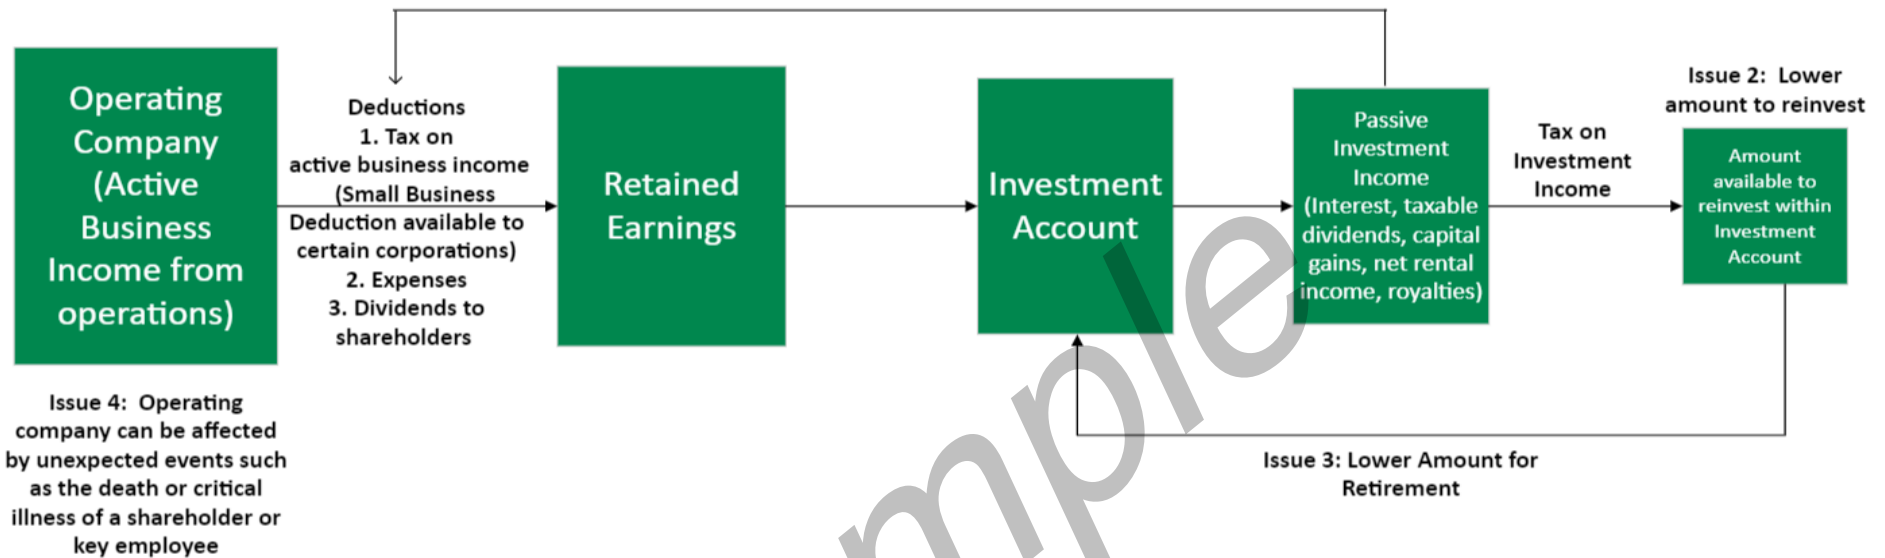 Operating
Company
(Active
Business
Income from
operations)
Issue 4:  Operating
company can be affected
by unexpected events such
as the death or critical
illness of a shareholder or
key employee
Deductions
1. Tax on
active business income
(Small Business
Deduction available to
certain corporations)
2. Expenses
3. Dividends to
shareholders
Retained
Earnings
Investment
Account
Passive
Investment
Income
(Interest, taxable
dividends, capital
gains, net rental
income, royalties)
Tax on
Investment
Income
Issue 2:  Lower
amount to reinvest
Amount
available to
reinvest within
Investment
Account
Issue 3: Lower Amount for
Retirement
mple